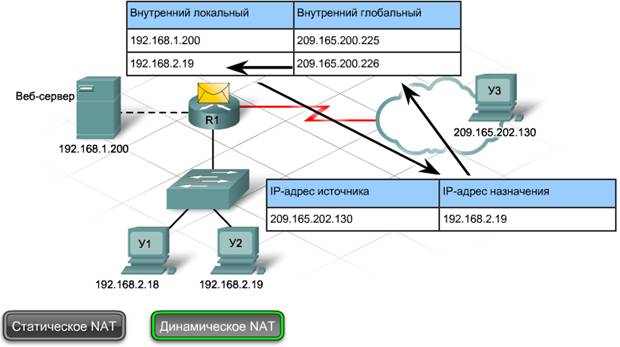 Внутренний локальный Внутренний глобальный
192.168.1.200 209.165.200.225
192.168.2.19 209.165.200.226
Веб-сервер
192.168.1.200
R1
У3
209.165.202.130
IP-адрес источника IP-адрес назначения
209.165.202.130 192.168.2.19
У1
У2
192.168.2.18
192.168.2.19
Статическое NAT
Динамическое NAT